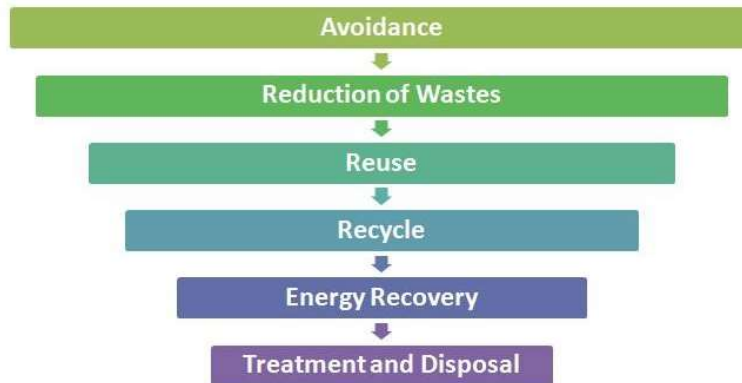 Avoidance
Reduction of Wastes
Reuse
Recycle
Energy Recovery
Treatment and Disposal